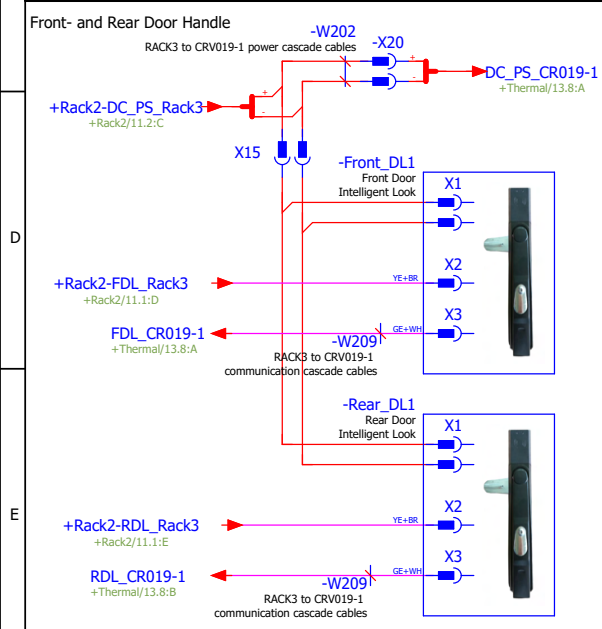 Front- and Rear Door Handle
-W202
RACK3 to CRV019-1 power cascade cables
-X20
+
-
DC_PS_CR019-1
+Thermal/13.8:A
+Rack2-DC_PS_Rack3
+Rack2/11.2:C
+
-
X15
-Front_DL1
Front Door
Intelligent Look
X1
D
+Rack2-FDL_Rack3
+Rack2/11.1:D
YE+BR
X2
FDL_CR019-1
+Thermal/13.8:A
-W209
RACK3 to CRV019-1
communication cascade cables
GE+WH
X3
-Rear_DL1
Rear Door
Intelligent Look
X1
E
+Rack2-RDL_Rack3
+Rack2/11.1:E
YE+BR
X2
RDL_CR019-1
+Thermal/13.8:B
-W209
RACK3 to CRV019-1
communication cascade cables
GE+WH
X3